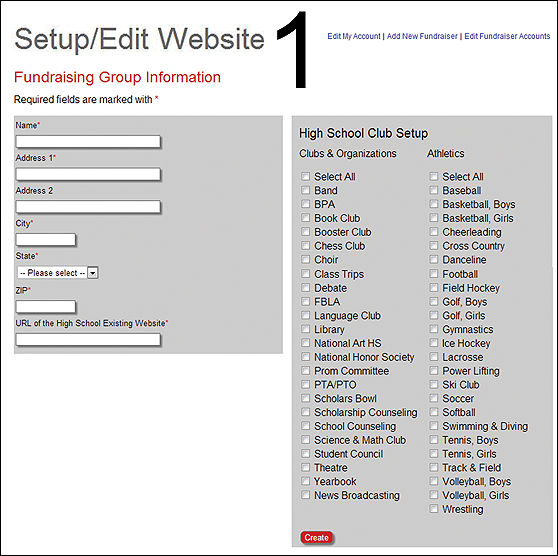 Setup/Edit Website 1
Edit My Account | Add New Fundraiser | Edit Fundraiser Accounts
Fundraising Group Information
Required fields are marked with *
Name*
Address 1*
Address 2
City*
State*
-- Please select --
ZIP*
URL of the High School Existing Website*
High School Club Setup
Clubs & Organizations
Select All
Band
BPA
Book Club
Booster Club
Chess Club
Choir
Class Trips
Debate
FBLA
Language Club
Library
National Art HS
National Honor Society
Prom Committee
PTA/PTO
Scholars Bowl
Scholarship Counseling
School Counseling
Science & Math Club
Student Council
Theatre
Yearbook
News Broadcasting
Athletics
Select All
Baseball
Basketball, Boys
Basketball, Girls
Cheerleading
Cross Country
Danceline
Football
Field Hockey
Golf, Boys
Golf, Girls
Gymnastics
Ice Hockey
Lacrosse
Power Lifting
Ski Club
Soccer
Softball
Swimming & Diving
Tennis, Boys
Tennis, Girls
Track & Field
Volleyball, Boys
Volleyball, Girls
Wrestling
Create